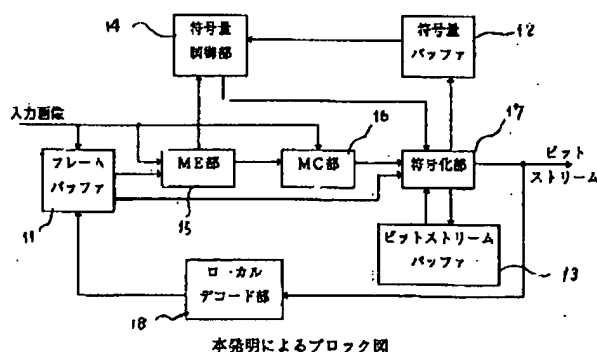 14
符号量
制御部
符号量
バッファ
12
入力画像
16
17
フレーム
バッファ
ME部
MC部
符号化部
ビット
ストリーム
11
15
ビットストリーム
バッファ
13
ローカル
デコード部
18
本発明によるブロック図